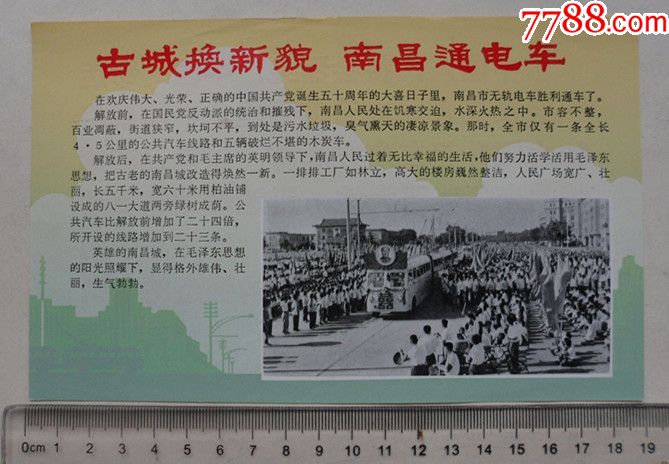 7788.com
中国收藏热线
古城换新貌 南昌通电车
在欢庆伟大、光荣、正确的中国共产党诞生五十周年的大喜日子里，南昌市无轨电车胜利通车了。
解放前，在国民党反动派的统治和摧残下，南昌人民处在饥寒交迫，水深火热之中。市容不整，
百业凋蔽，街道狭窄，坎坷不平，到处是污水垃圾，臭气熏天的凄凉景象。那时，全市仅有一条全长
4·5公里的公共汽车线路和五辆破烂不堪的木炭车。
解放后，在共产党和毛主席的英明领导下，南昌人民过着无比幸福的生活，他们努力活学活用毛泽东
思想，把古老的南昌城改造得焕然一新。一排排工厂如林立，高大的楼房巍然整洁，人民广场宽广、壮
丽，长五千米，宽六十米用柏油铺
设成的八一大道两旁绿树成荫。公
共汽车比解放前增加了二十四倍，
所开设的线路增加到二十三条。
英雄的南昌城，在毛泽东思想
的阳光照耀下，显得格外雄伟、壮
丽，生气勃勃。
0cm 1 2 3 4 5 6 7 8 9 10 11 12 13 14 15 16 17 18 19